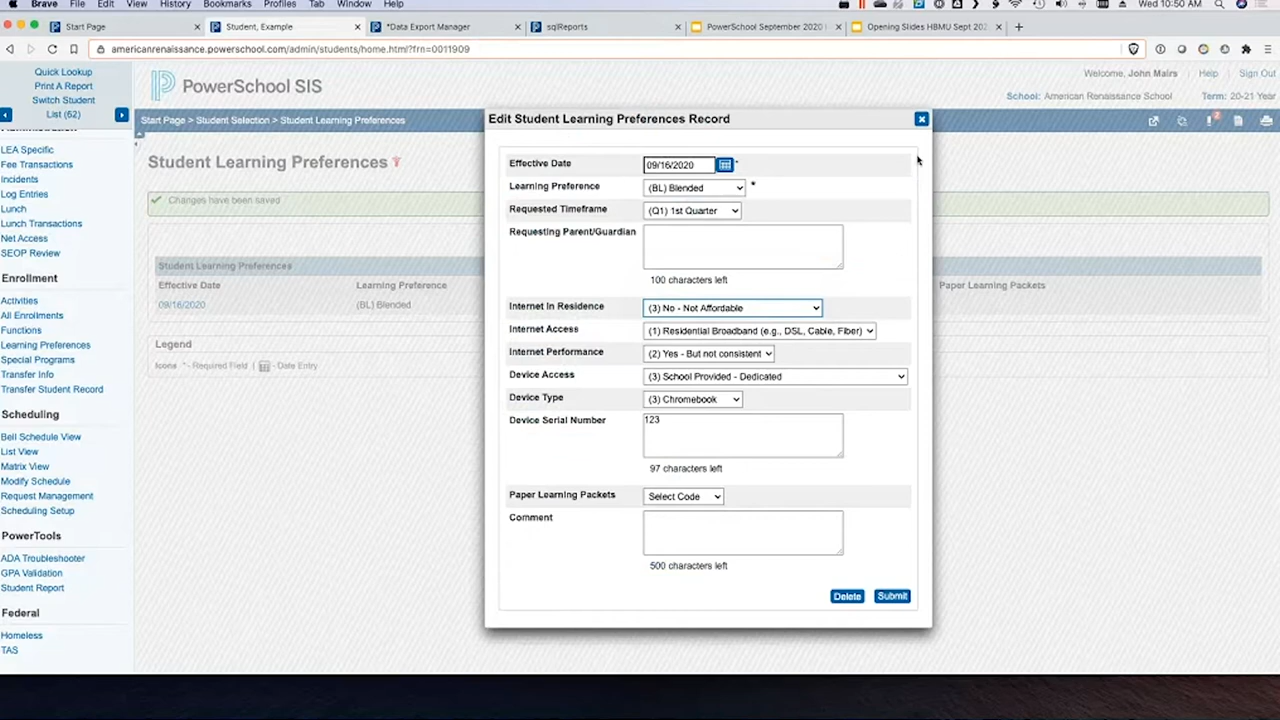 Brave File Edit View History Bookmarks Profiles Tab Window Help Wed 10:50 AM
Start Page Student, Example *Data Export Manager sqlReports PowerSchool September 2020 Opening Slides HBMU Sept 202
americanrenaissance.powerschool.com/admin/students/home.html?frn=0011909
Quick Lookup
Print A Report
Switch Student
List (62)
PowerSchool SIS
Welcome, John Mairs Help Sign Out
School: American Renaissance School Term: 20-21 Year
Start Page > Student Selection > Student Learning Preferences
LEA Specific
Fee Transactions
Incidents
Log Entries
Lunch
Lunch Transactions
Net Access
SEOP Review
Enrollment
Activities
All Enrollments
Functions
Learning Preferences
Special Programs
Transfer Info
Transfer Student Record
Scheduling
Bell Schedule View
List View
Matrix View
Modify Schedule
Request Management
Scheduling Setup
PowerTools
ADA Troubleshooter
GPA Validation
Student Report
Federal
Homeless
TAS
Student Learning Preferences
Changes have been saved
Student Learning Preferences
Effective Date Learning Preference Paper Learning Packets
09/16/2020 (BL) Blended
Legend
Icons * - Required Field | - Date Entry
Edit Student Learning Preferences Record
Effective Date 09/16/2020 *
Learning Preference (BL) Blended *
Requested Timeframe (Q1) 1st Quarter
Requesting Parent/Guardian
100 characters left
Internet In Residence (3) No - Not Affordable
Internet Access (1) Residential Broadband (e.g., DSL, Cable, Fiber)
Internet Performance (2) Yes - But not consistent
Device Access (3) School Provided - Dedicated
Device Type (3) Chromebook
Device Serial Number 123
97 characters left
Paper Learning Packets Select Code
Comment
500 characters left
Delete Submit